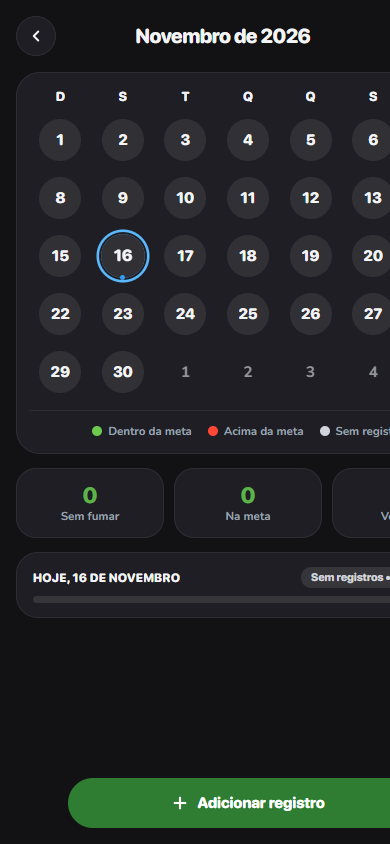 Novembro de 2026
D S T Q Q S
1 2 3 4 5 6
8 9 10 11 12 13
15 16 17 18 19 20
22 23 24 25 26 27
29 30 1 2 3 4
Dentro da meta Acima da meta Sem regist
0 0
Sem fumar Na meta
HOJE, 16 DE NOVEMBRO Sem registros •
+ Adicionar registro